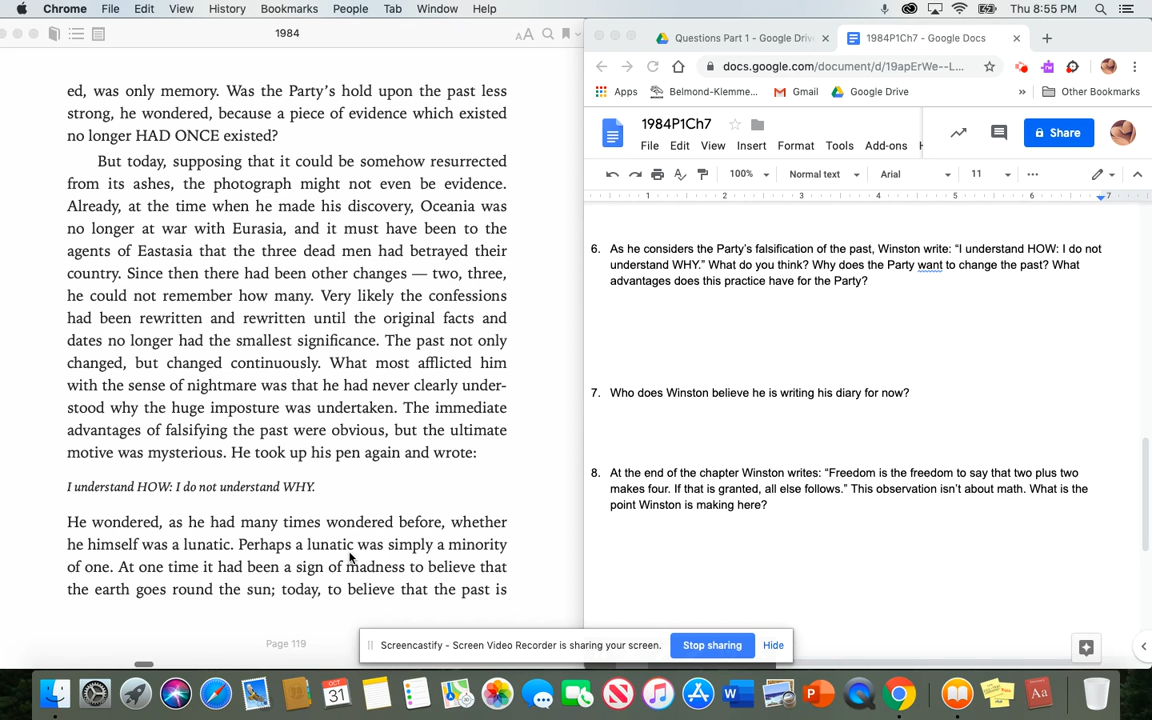 Chrome File Edit View History Bookmarks People Tab Window Help Thu 8:55 PM
1984
AA
ed, was only memory. Was the Party's hold upon the past less
strong, he wondered, because a piece of evidence which existed
no longer HAD ONCE existed?
But today, supposing that it could be somehow resurrected
from its ashes, the photograph might not even be evidence.
Already, at the time when he made his discovery, Oceania was
no longer at war with Eurasia, and it must have been to the
agents of Eastasia that the three dead men had betrayed their
country. Since then there had been other changes — two, three,
he could not remember how many. Very likely the confessions
had been rewritten and rewritten until the original facts and
dates no longer had the smallest significance. The past not only
changed, but changed continuously. What most afflicted him
with the sense of nightmare was that he had never clearly under-
stood why the huge imposture was undertaken. The immediate
advantages of falsifying the past were obvious, but the ultimate
motive was mysterious. He took up his pen again and wrote:
I understand HOW: I do not understand WHY.
He wondered, as he had many times wondered before, whether
he himself was a lunatic. Perhaps a lunatic was simply a minority
of one. At one time it had been a sign of madness to believe that
the earth goes round the sun; today, to believe that the past is
Page 119
Questions Part 1 - Google Driv
1984P1Ch7 - Google Docs
docs.google.com/document/d/19apErWe--L...
Apps Belmond-Klemme... Gmail Google Drive » Other Bookmarks
1984P1Ch7
File Edit View Insert Format Tools Add-ons
Share
100% Normal text Arial 11
1 2 3 4 5 6 7
6. As he considers the Party's falsification of the past, Winston write: “I understand HOW: I do not
understand WHY.” What do you think? Why does the Party want to change the past? What
advantages does this practice have for the Party?
7. Who does Winston believe he is writing his diary for now?
8. At the end of the chapter Winston writes: “Freedom is the freedom to say that two plus two
makes four. If that is granted, all else follows.” This observation isn't about math. What is the
point Winston is making here?
Screencastify - Screen Video Recorder is sharing your screen. Stop sharing Hide
OCT
31
Aa